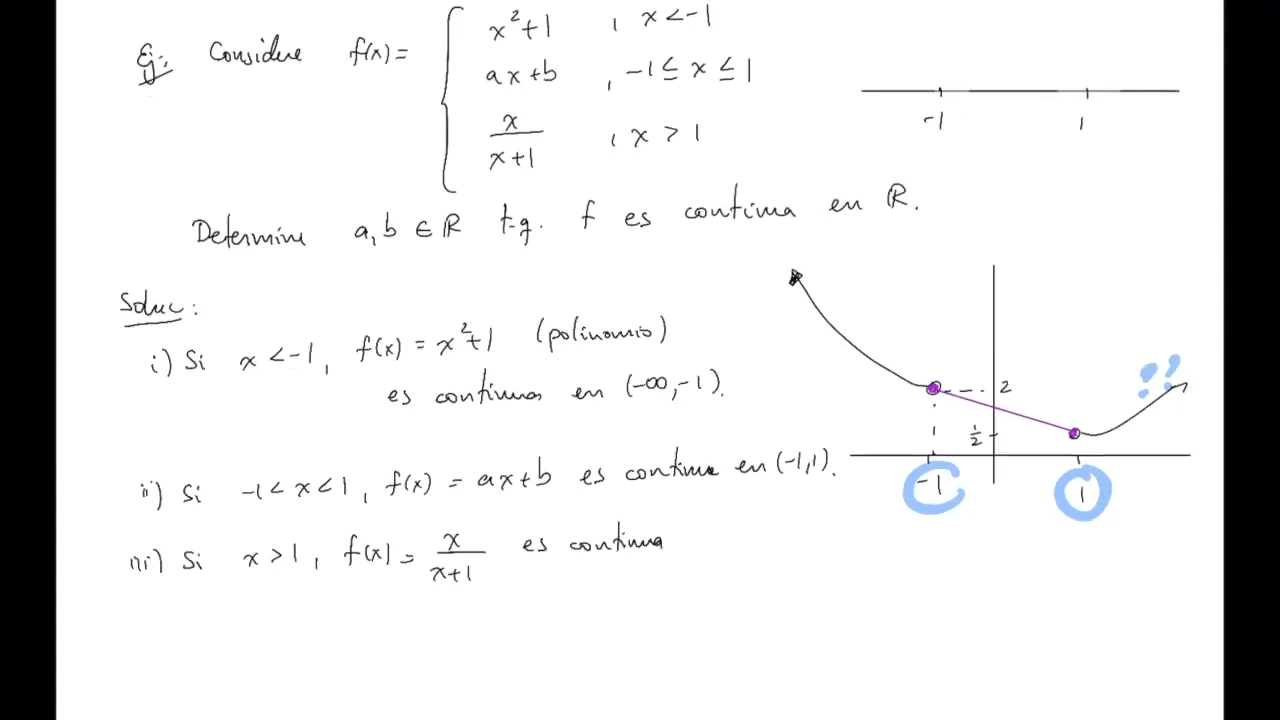 Ej: Considere f(x) = { x²+1 , x < -1
ax+b , -1 ≤ x ≤ 1
x/(x+1) , x > 1
-1 1
Determine a, b ∈ ℝ t.q. f es continua en ℝ.
Soluc:
i) Si x < -1, f(x) = x²+1 (polinomio)
es continua en (-∞, -1).
ii) Si -1 < x < 1, f(x) = ax+b es continua en (-1,1).
iii) Si x > 1, f(x) = x/(x+1) es continua
2
1/2
-1 1
!!